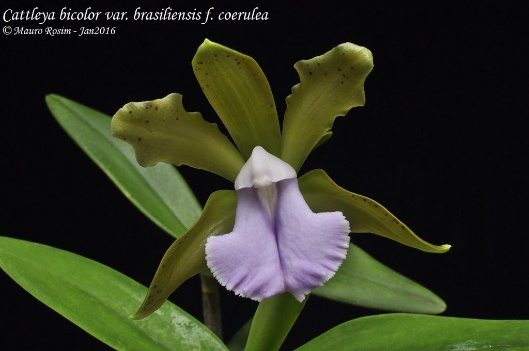 Cattleya bicolor var. brasiliensis f. coerulea
© Mauro Rosim - Jan2016